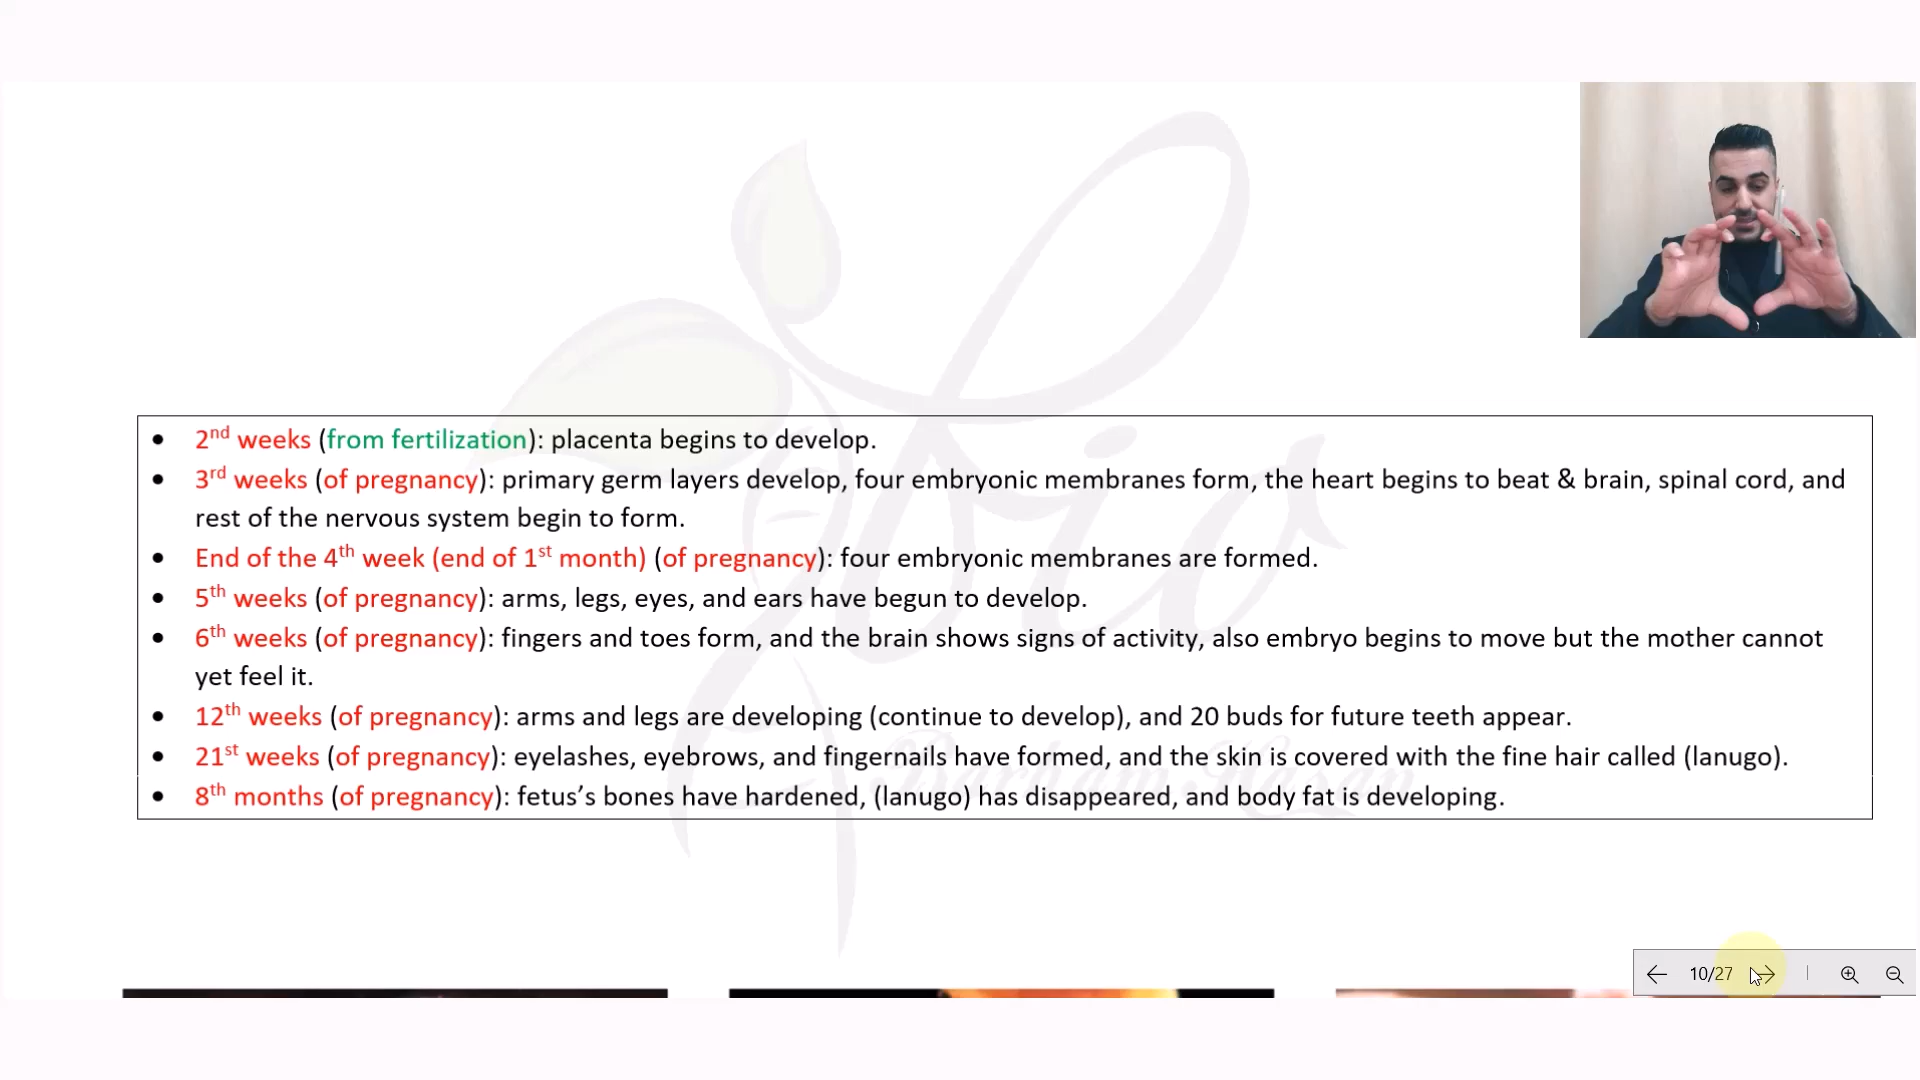 • 2nd weeks (from fertilization): placenta begins to develop.
• 3rd weeks (of pregnancy): primary germ layers develop, four embryonic membranes form, the heart begins to beat & brain, spinal cord, and
rest of the nervous system begin to form.
• End of the 4th week (end of 1st month) (of pregnancy): four embryonic membranes are formed.
• 5th weeks (of pregnancy): arms, legs, eyes, and ears have begun to develop.
• 6th weeks (of pregnancy): fingers and toes form, and the brain shows signs of activity, also embryo begins to move but the mother cannot
yet feel it.
• 12th weeks (of pregnancy): arms and legs are developing (continue to develop), and 20 buds for future teeth appear.
• 21st weeks (of pregnancy): eyelashes, eyebrows, and fingernails have formed, and the skin is covered with the fine hair called (lanugo).
• 8th months (of pregnancy): fetus’s bones have hardened, (lanugo) has disappeared, and body fat is developing.
bio
10/27